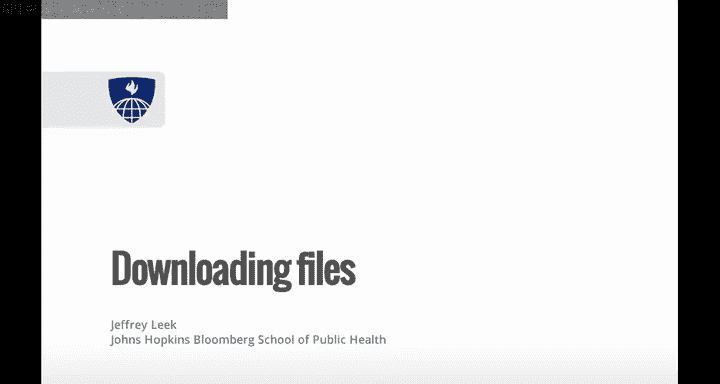 Downloading files
Jeffrey Leek
Johns Hopkins Bloomberg School of Public Health